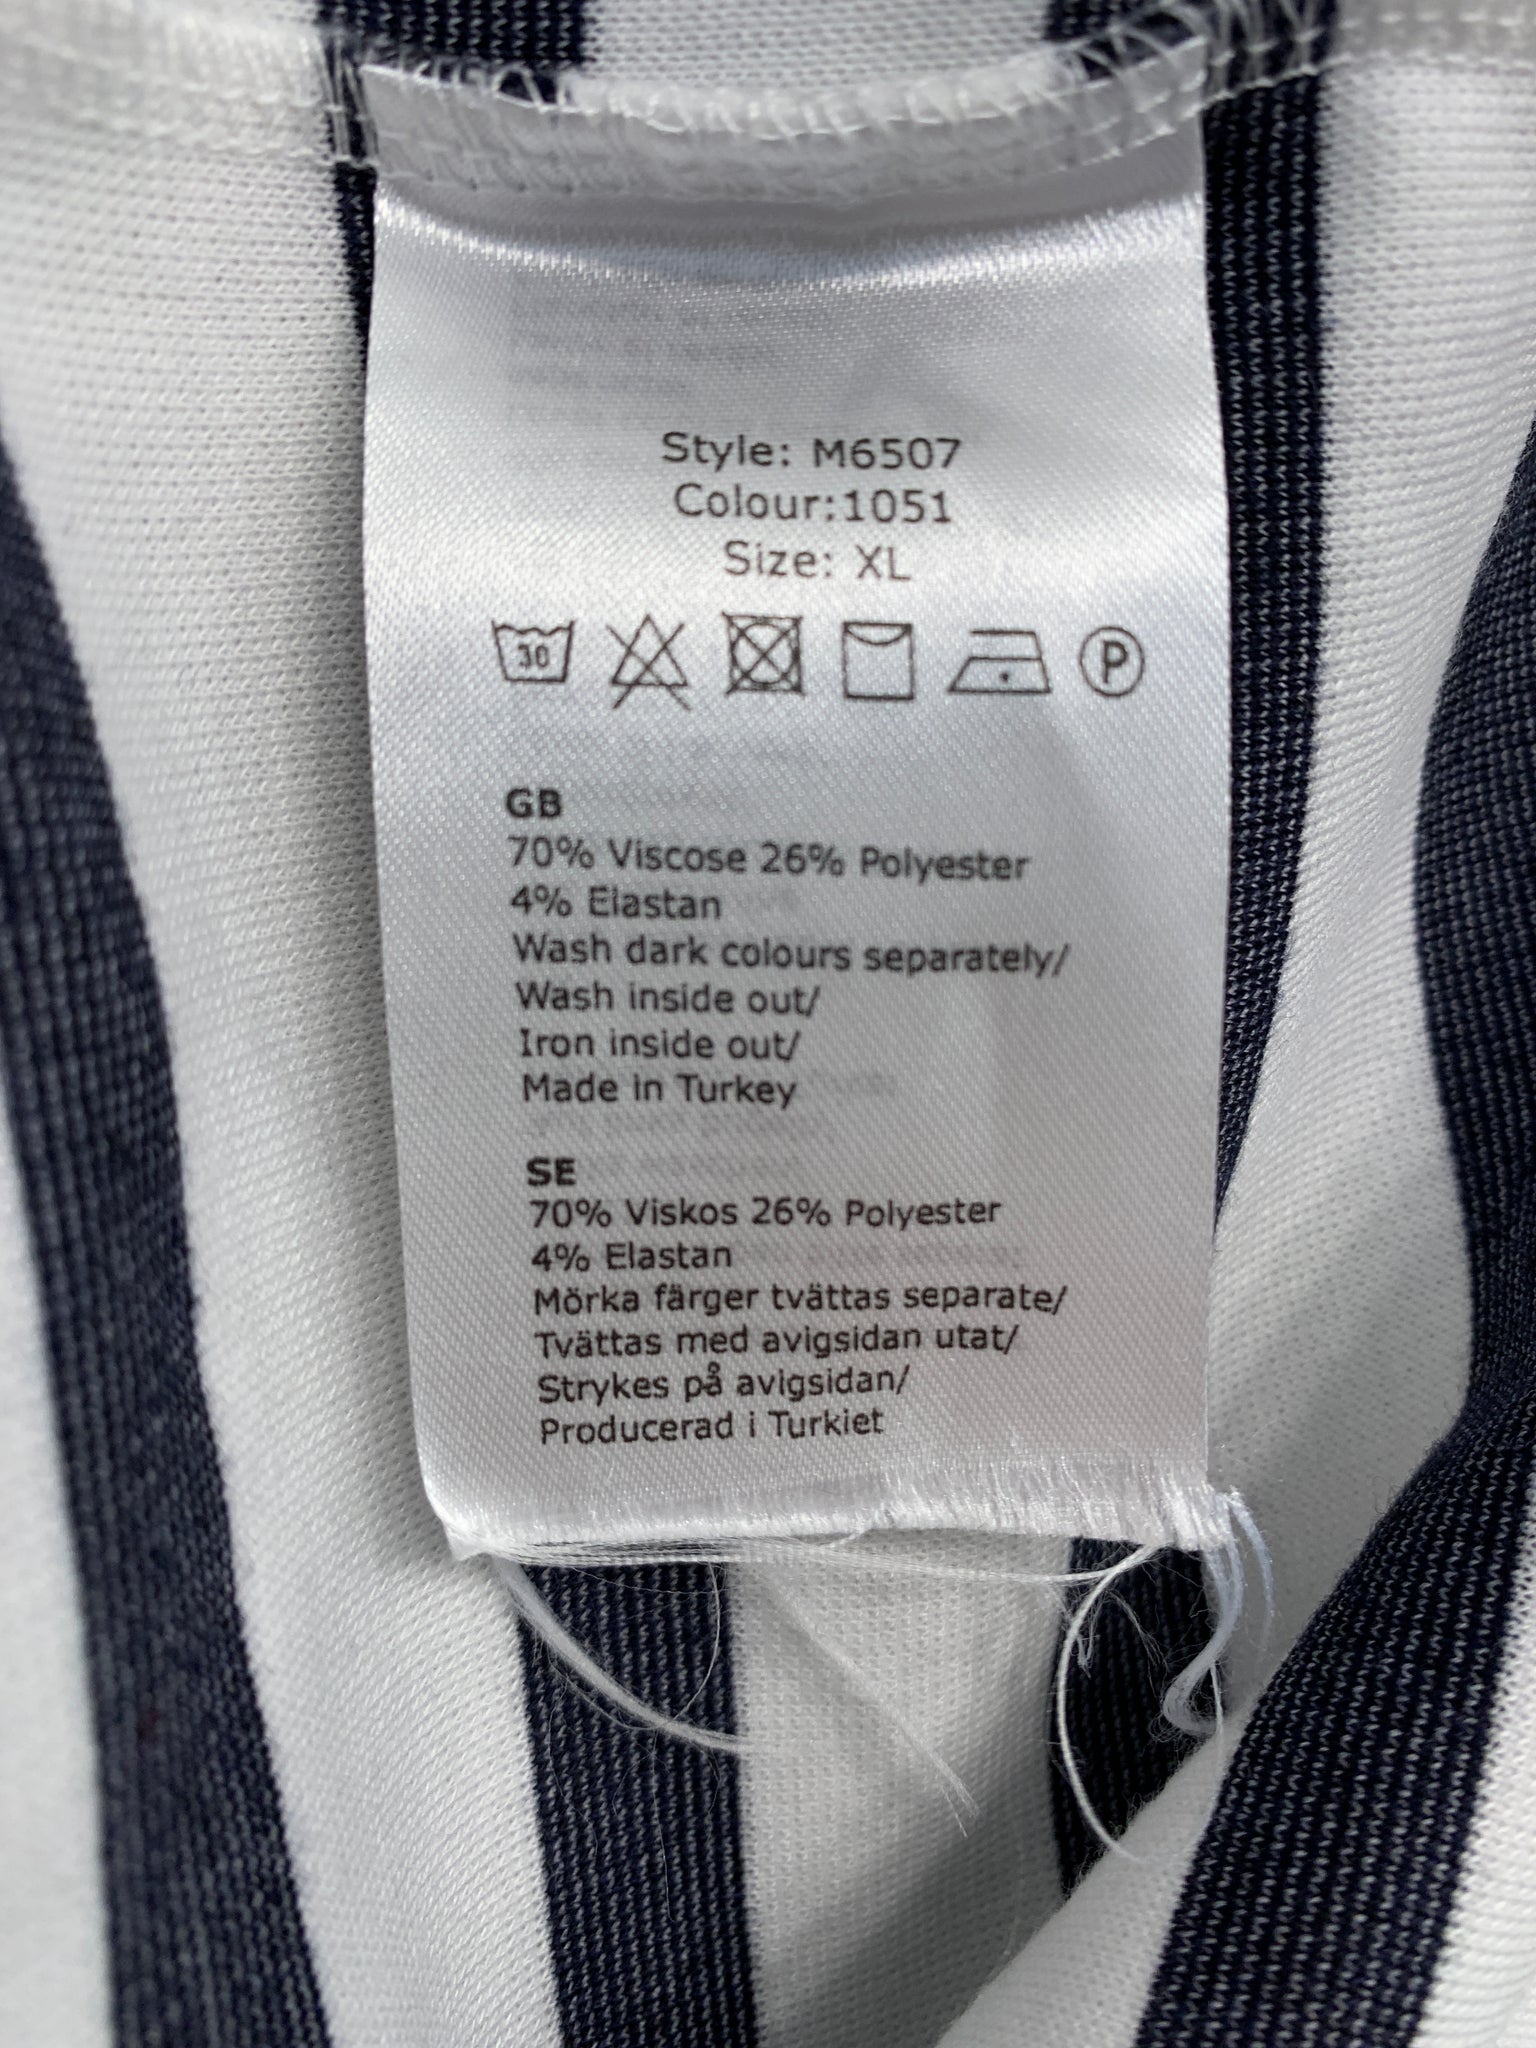 Style: M6507
Colour:1051
Size: XL
30 P
GB
70% Viscose 26% Polyester
4% Elastan
Wash dark colours separately/
Wash inside out/
Iron inside out/
Made in Turkey
SE
70% Viskos 26% Polyester
4% Elastan
Mörka färger tvättas separate/
Tvättas med avigsidan utat/
Strykes på avigsidan/
Producerad i Turkiet